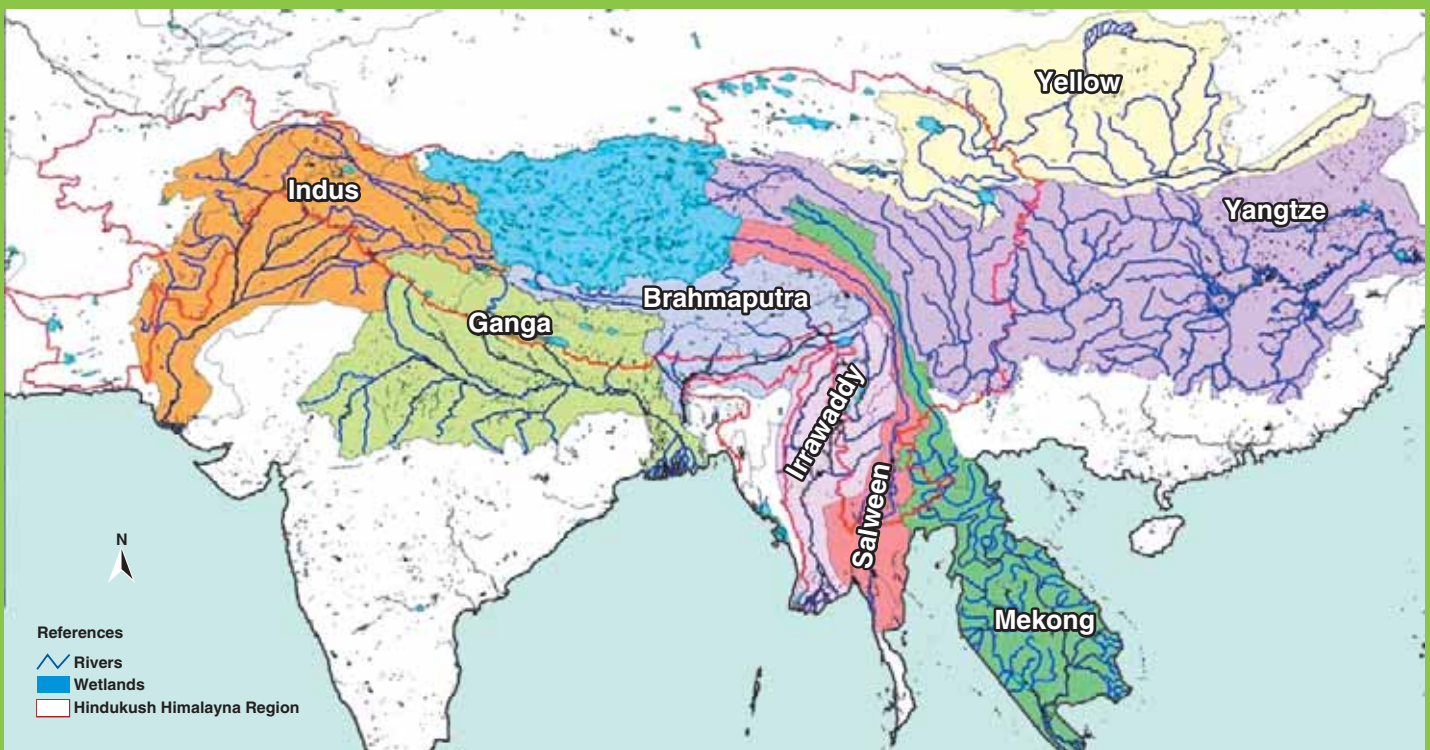 Yellow
Indus
Yangtze
Brahmaputra
Ganga
Irrawaddy
Salween
Mekong
N
References
Rivers
Wetlands
Hindukush Himalayna Region